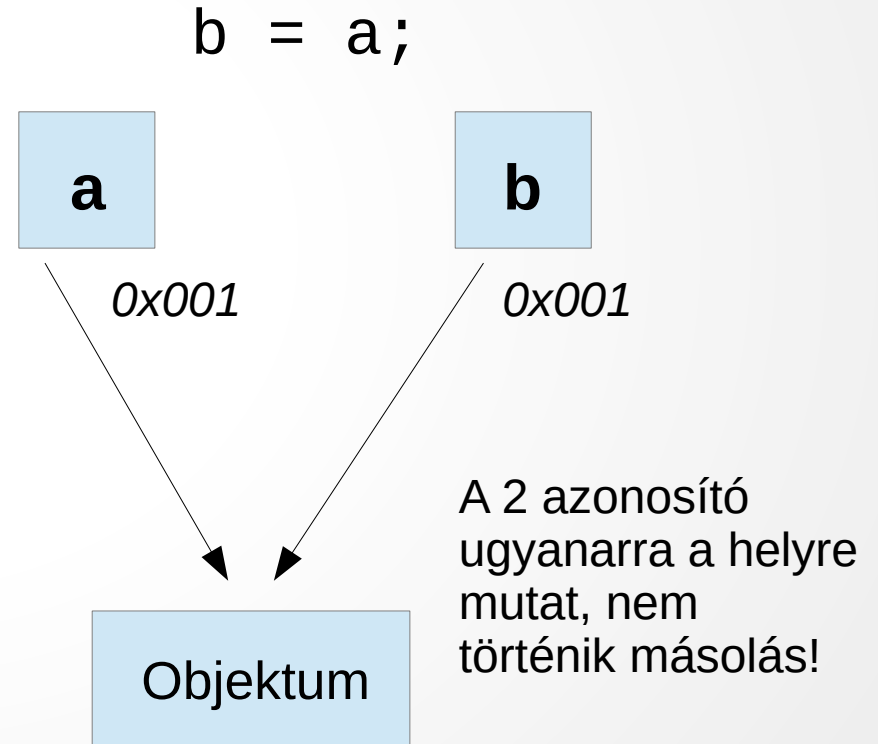 b = a;
a
b
0x001
0x001
A 2 azonosító
ugyanarra a helyre
mutat, nem
történik másolás!
Objektum